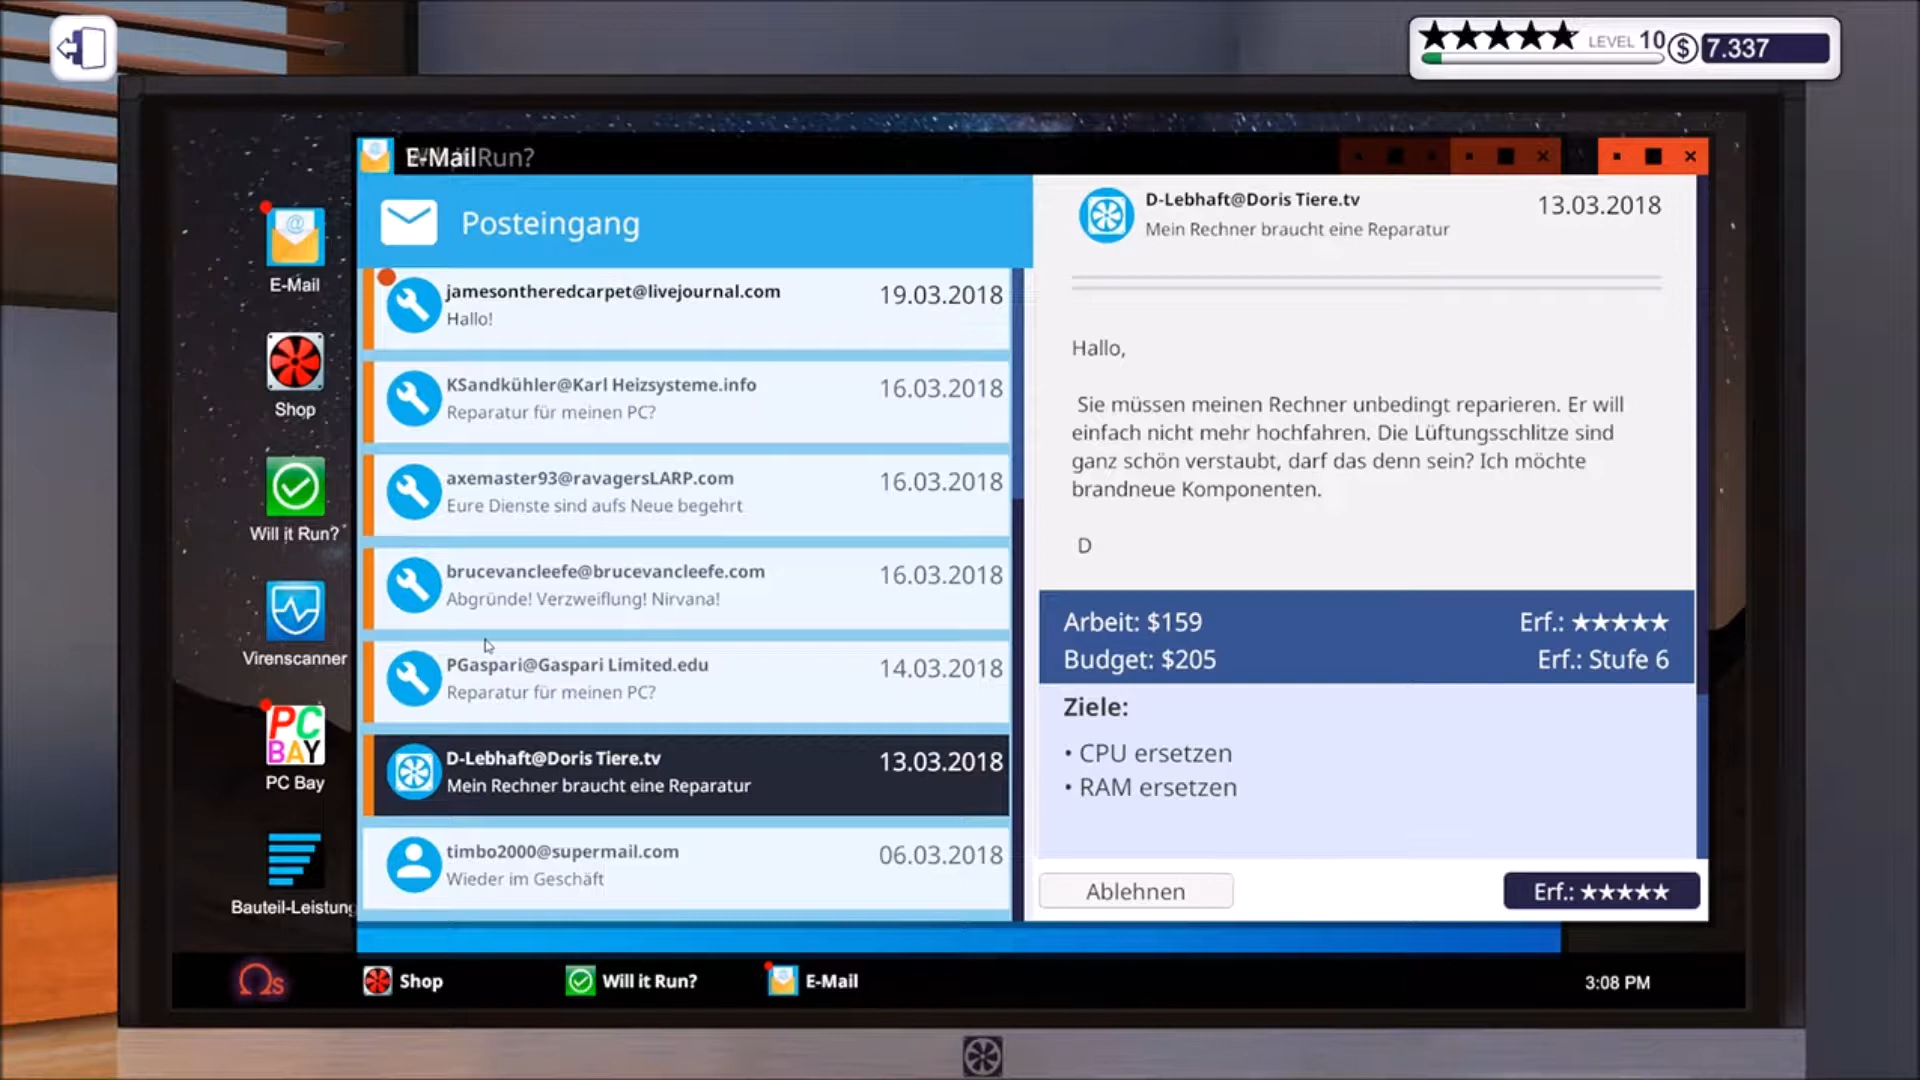 ★★★★★ LEVEL 10 $ 7.337
E-Mail Run?
Posteingang
jamesontheredcarpet@livejournal.com 19.03.2018
Hallo!
KSandkühler@Karl Heizsysteme.info 16.03.2018
Reparatur für meinen PC?
axemaster93@ravagersLARP.com 16.03.2018
Eure Dienste sind aufs Neue begehrt
brucevancleefe@brucevancleefe.com 16.03.2018
Abgründe! Verzweiflung! Nirvana!
PGaspari@Gaspari Limited.edu 14.03.2018
Reparatur für meinen PC?
D-Lebhaft@Doris Tiere.tv 13.03.2018
Mein Rechner braucht eine Reparatur
timbo2000@supermail.com 06.03.2018
Wieder im Geschäft
D-Lebhaft@Doris Tiere.tv 13.03.2018
Mein Rechner braucht eine Reparatur
Hallo,
Sie müssen meinen Rechner unbedingt reparieren. Er will
einfach nicht mehr hochfahren. Die Lüftungsschlitze sind
ganz schön verstaubt, darf das denn sein? Ich möchte
brandneue Komponenten.
D
Arbeit: $159 Erf.: ★★★★★
Budget: $205 Erf.: Stufe 6
Ziele:
• CPU ersetzen
• RAM ersetzen
Ablehnen Erf.: ★★★★★
E-Mail
Shop
Will it Run?
Virenscanner
PC
BAY
PC Bay
Bauteil-Leistung
Ωs Shop Will it Run? E-Mail 3:08 PM